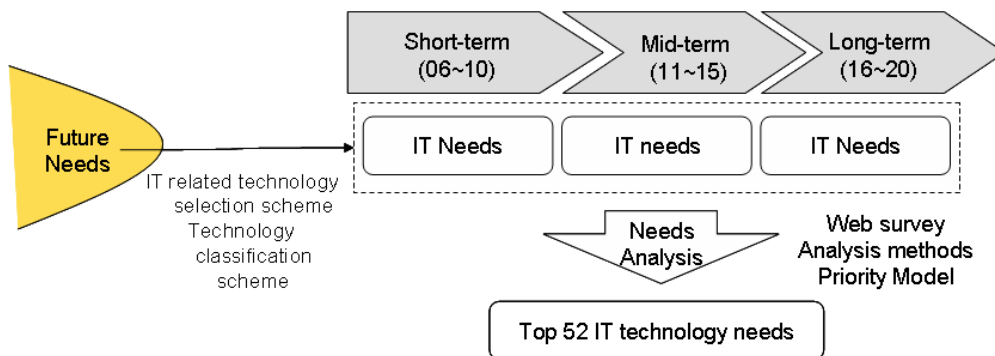 Short-term
(06~10)
Mid-term
(11~15)
Long-term
(16~20)
Future
Needs
IT Needs
IT needs
IT Needs
IT related technology
selection scheme
Technology
classification
scheme
Needs
Analysis
Web survey
Analysis methods
Priority Model
Top 52 IT technology needs